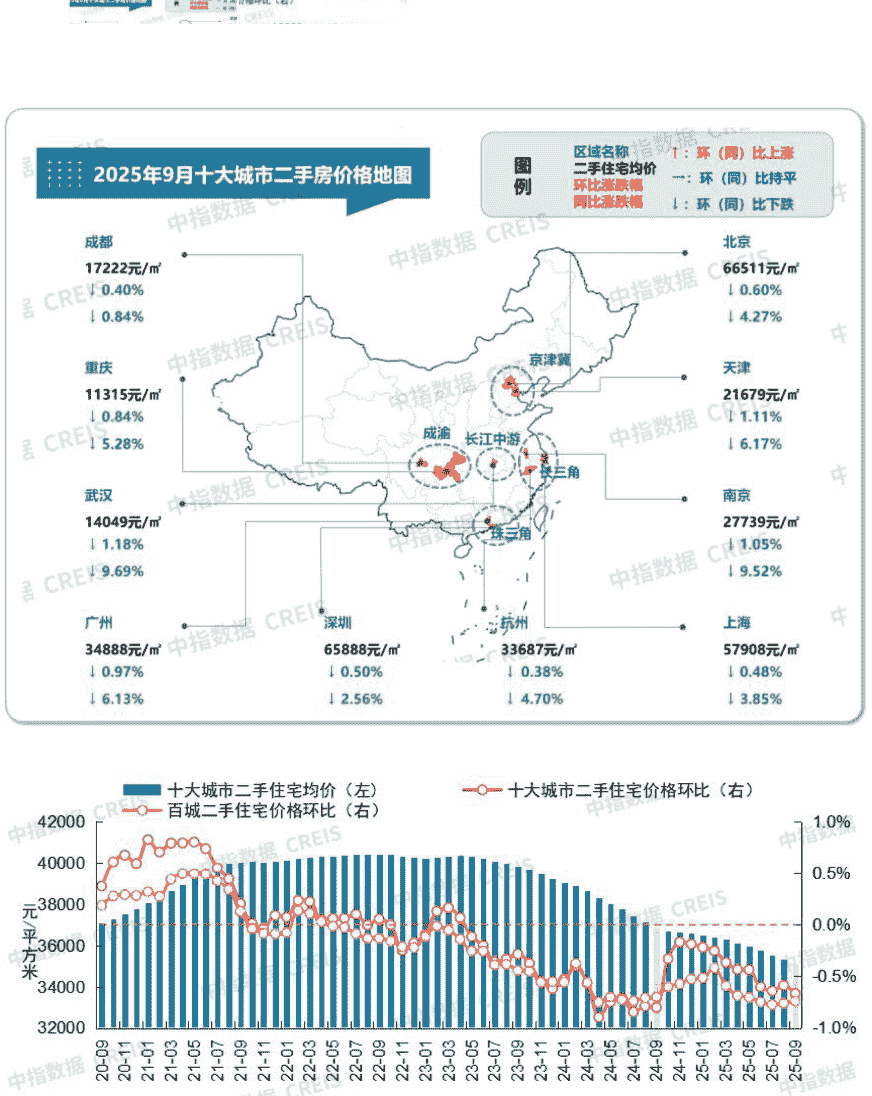 2025年9月十大城市二手房价格地图
图例
区域名称
二手住宅均价
环比涨跌幅
同比涨跌幅
↑：环（同）比上涨
→：环（同）比持平
↓：环（同）比下跌
成都
17222元/㎡
↓0.40%
↓0.84%
重庆
11315元/㎡
↓0.84%
↓5.28%
武汉
14049元/㎡
↓1.18%
↓9.69%
广州
34888元/㎡
↓0.97%
↓6.13%
深圳
65888元/㎡
↓0.50%
↓2.56%
杭州
33687元/㎡
↓0.38%
↓4.70%
北京
66511元/㎡
↓0.60%
↓4.27%
天津
21679元/㎡
↓1.11%
↓6.17%
南京
27739元/㎡
↓1.05%
↓9.52%
上海
57908元/㎡
↓0.48%
↓3.85%
京津冀
成渝
长江中游
长三角
珠三角
中指数据 CREIS
十大城市二手住宅均价（左）
十大城市二手住宅价格环比（右）
百城二手住宅价格环比（右）
元/平方米
42000
40000
38000
36000
34000
32000
1.0%
0.5%
0.0%
-0.5%
-1.0%
20-09
20-11
21-01
21-03
21-05
21-07
21-09
21-11
22-01
22-03
22-05
22-07
22-09
22-11
23-01
23-03
23-05
23-07
23-09
23-11
24-01
24-03
24-05
24-07
24-09
24-11
25-01
25-03
25-05
25-07
25-09